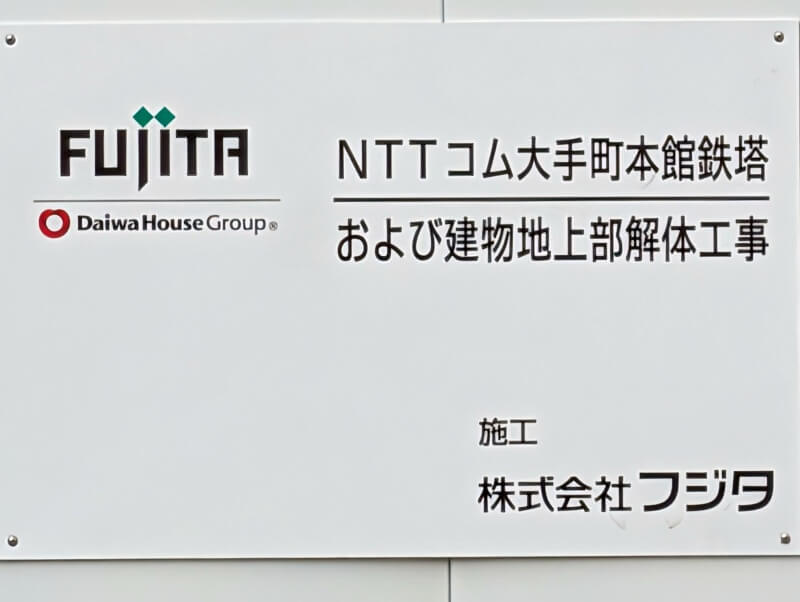 FUJITA
Daiwa House Group®
NTTコム大手町本館鉄塔
および建物地上部解体工事
施工
株式会社フジタ